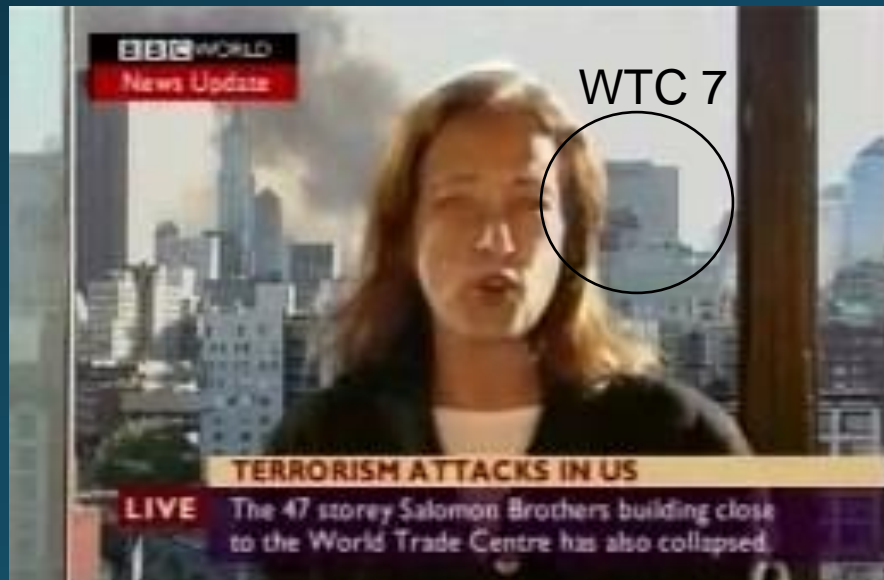 BBC WORLD
News Update
WTC 7
TERRORISM ATTACKS IN US
LIVE
The 47 storey Salomon Brothers building close
to the World Trade Centre has also collapsed.